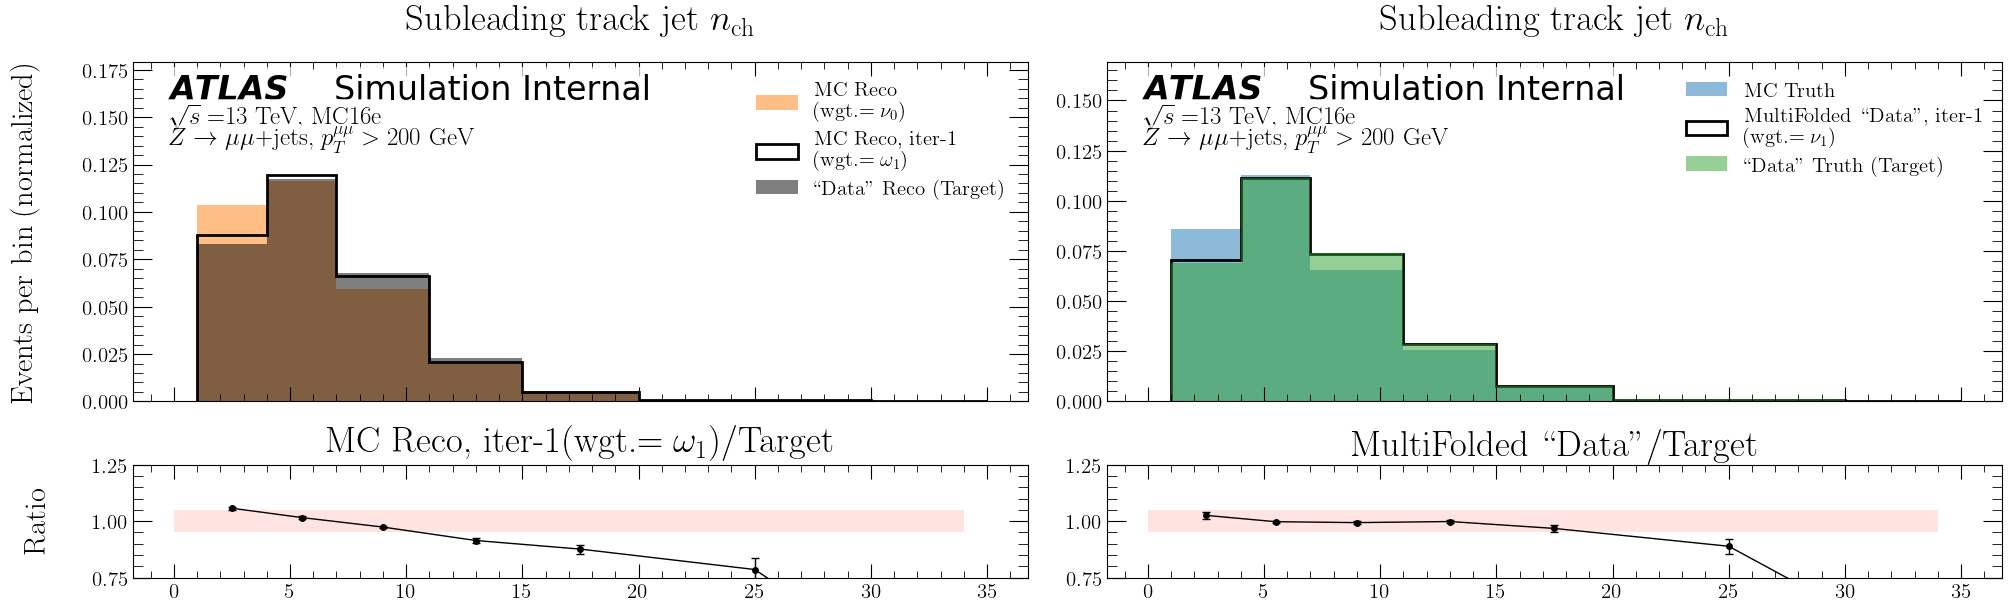 Subleading track jet n_ch
Events per bin (normalized)
0.175
0.150
0.125
0.100
0.075
0.050
0.025
0.000
ATLAS Simulation Internal
√s =13 TeV, MC16e
Z → μμ+jets, p_T^μμ > 200 GeV
MC Reco
(wgt.= ν₀)
MC Reco, iter-1
(wgt.= ω₁)
“Data” Reco (Target)
MC Reco, iter-1(wgt.= ω₁)/Target
Ratio
1.25
1.00
0.75
0 5 10 15 20 25 30 35
Subleading track jet n_ch
0.150
0.125
0.100
0.075
0.050
0.025
0.000
ATLAS Simulation Internal
√s =13 TeV, MC16e
Z → μμ+jets, p_T^μμ > 200 GeV
MC Truth
MultiFolded “Data”, iter-1
(wgt.= ν₁)
“Data” Truth (Target)
MultiFolded “Data”/Target
1.25
1.00
0.75
0 5 10 15 20 25 30 35